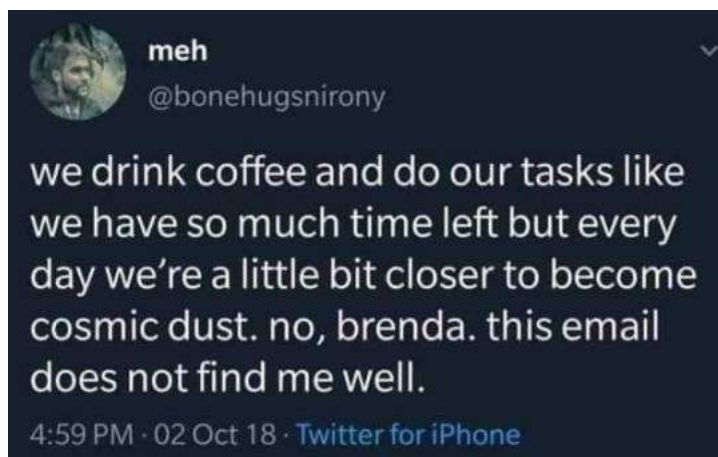 meh
@bonehugsnirony
we drink coffee and do our tasks like
we have so much time left but every
day we’re a little bit closer to become
cosmic dust. no, brenda. this email
does not find me well.
4:59 PM · 02 Oct 18 · Twitter for iPhone